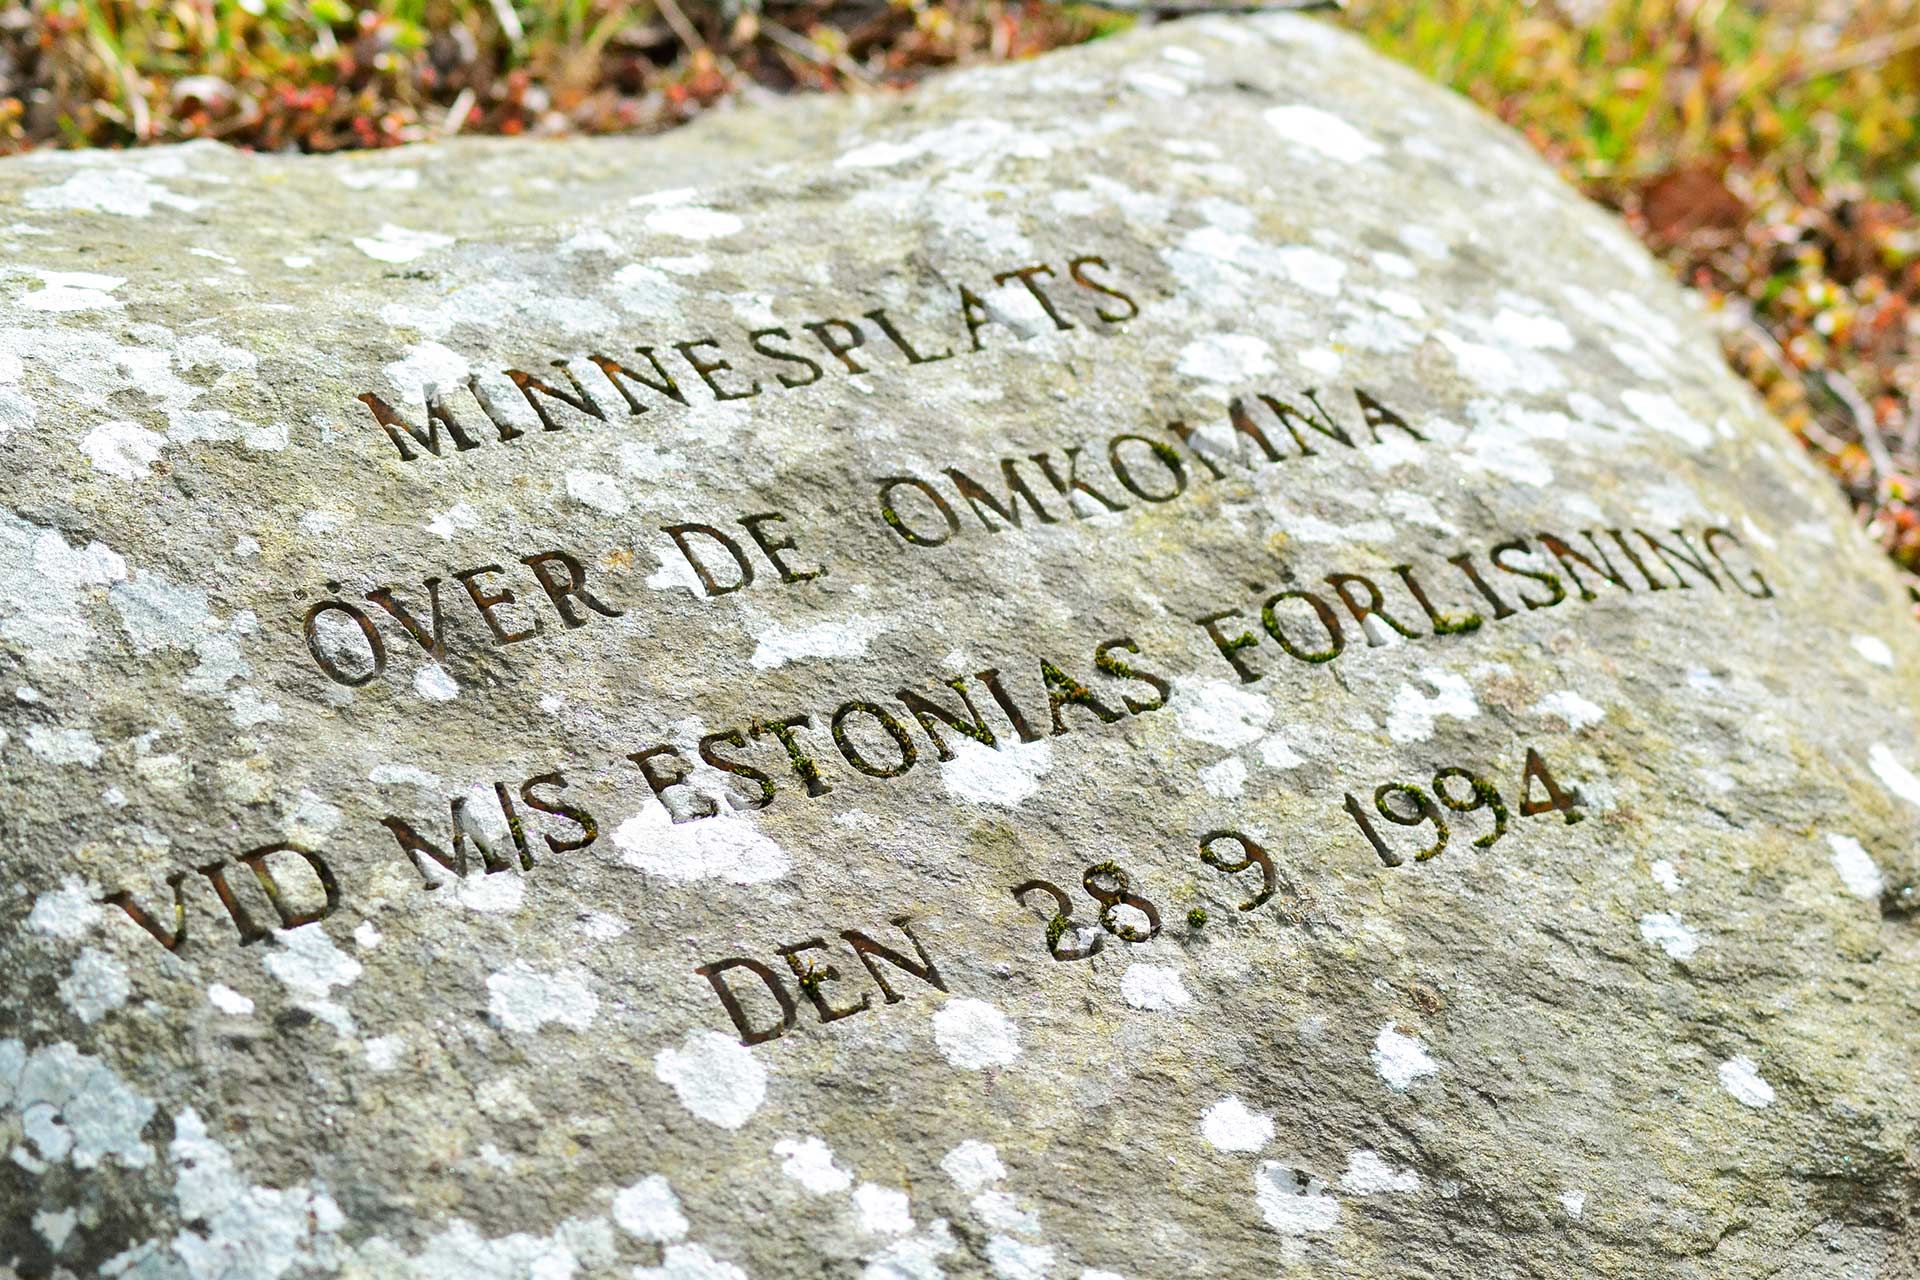 MINNESPLATS
ÖVER DE OMKOMNA
VID M/S ESTONIAS FÖRLISNING
DEN 28.9 1994